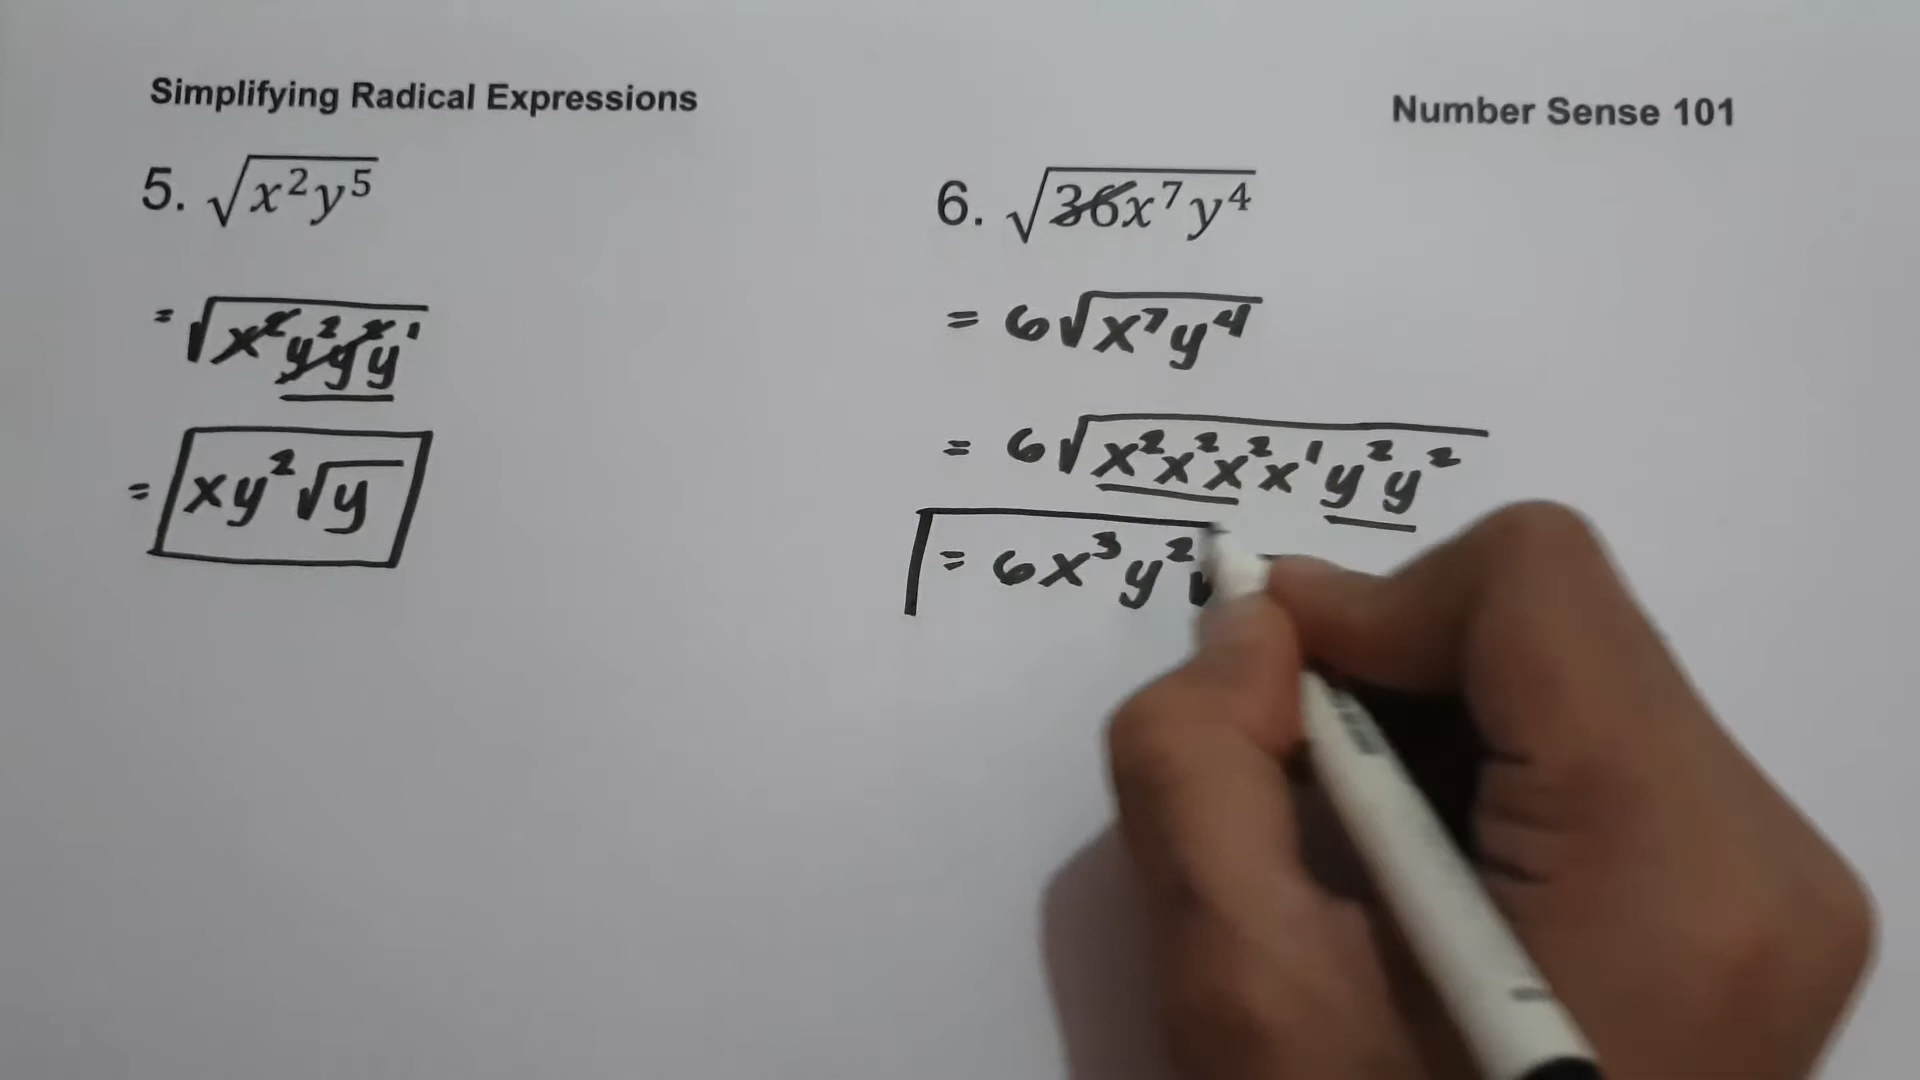 Simplifying Radical Expressions
Number Sense 101
5. √x²y⁵
= √x²y²y²y¹
= xy²√y
6. √36x⁷y⁴
= 6√x⁷y⁴
= 6√x²x²x²x¹y²y²
= 6x³y²√